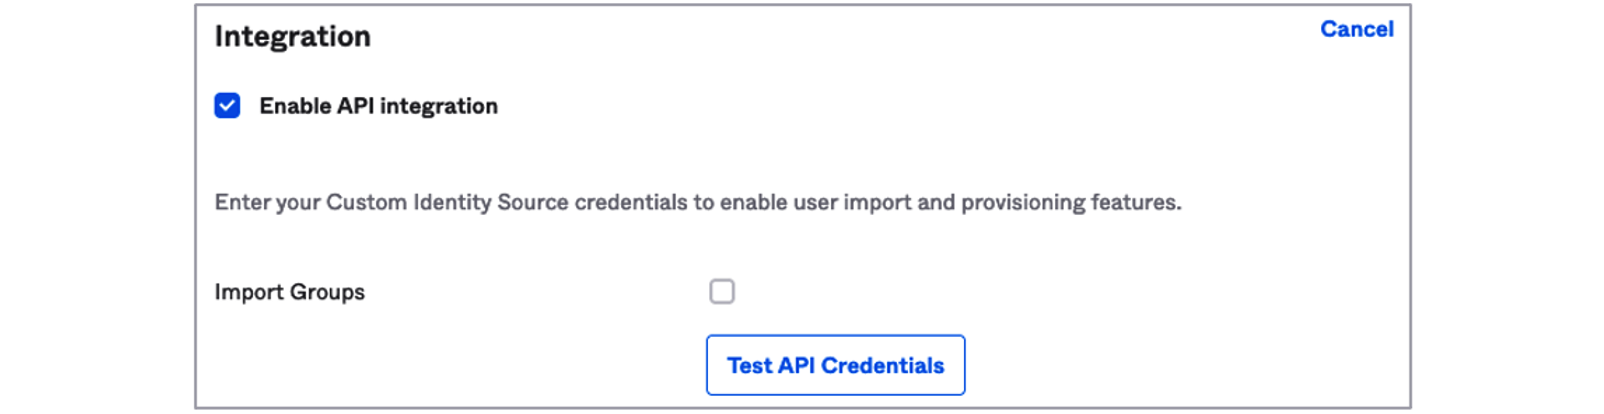 Integration
Cancel
Enable API integration
Enter your Custom Identity Source credentials to enable user import and provisioning features.
Import Groups
Test API Credentials